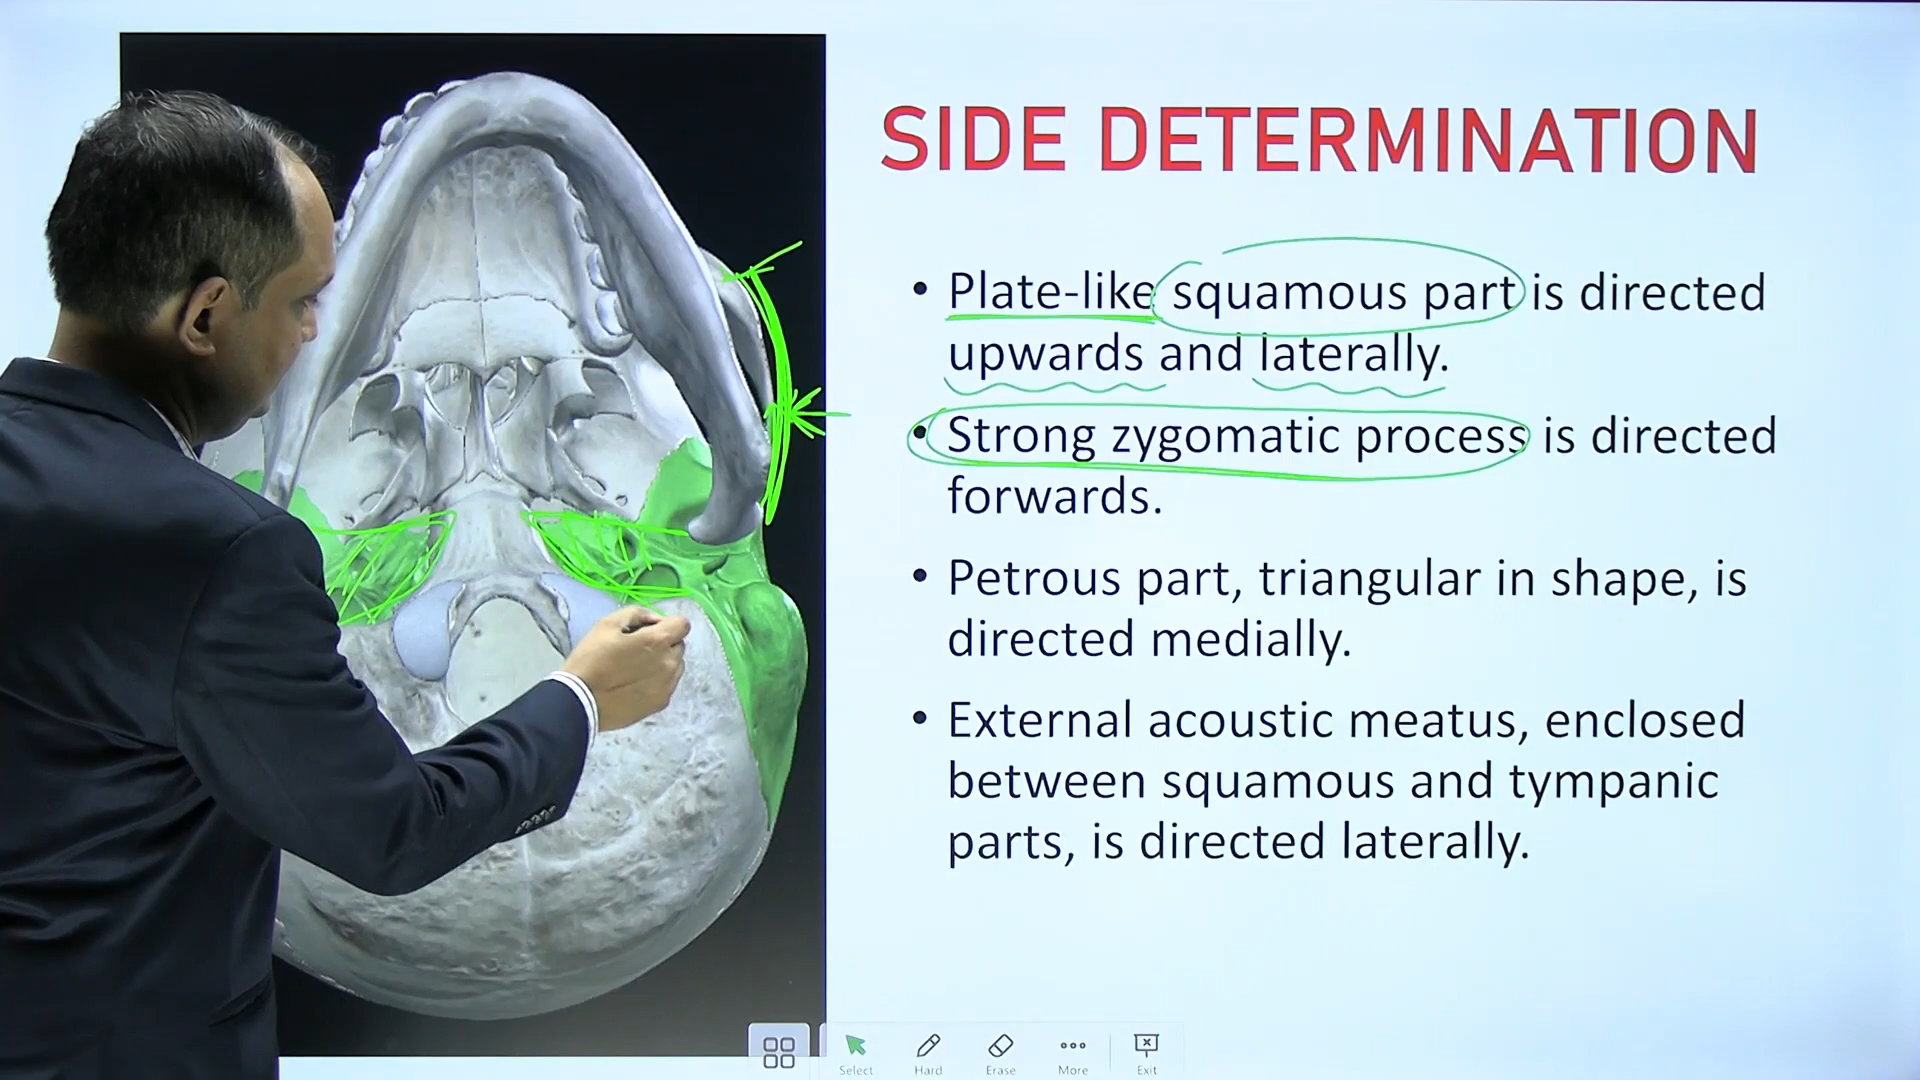 SIDE DETERMINATION
• Plate-like squamous part is directed
upwards and laterally.
• Strong zygomatic process is directed
forwards.
• Petrous part, triangular in shape, is
directed medially.
• External acoustic meatus, enclosed
between squamous and tympanic
parts, is directed laterally.
Select Hard Erase More Exit